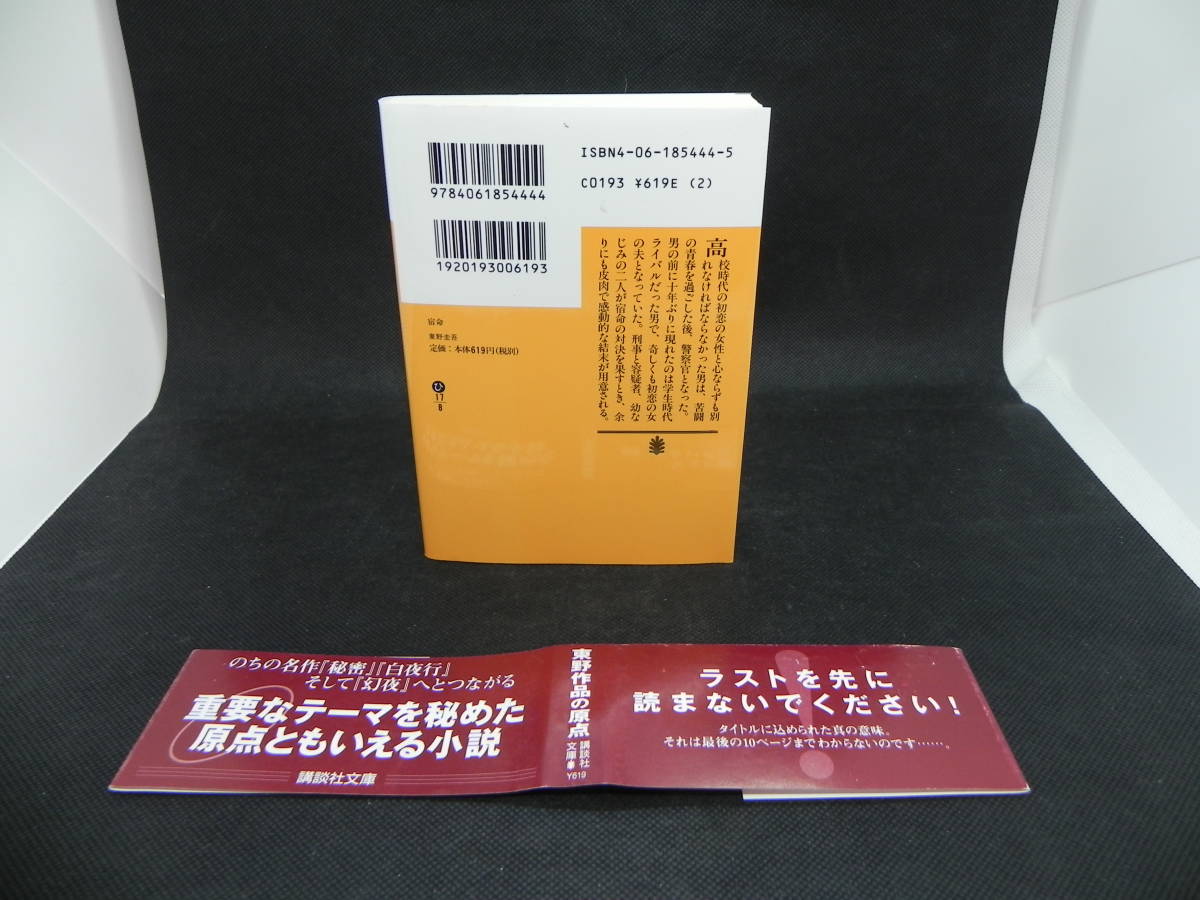 9784061854444
ISBN4-06-185444-5
C0193 ¥619E (2)
1920193006193
宿命
東野圭吾
定価：本体619円(税別)
ひ
17
8
高校時代の初恋の女性と心ならずも別
れなければならなかった男は、苦闘
の青春を過ごした後、警察官となった。
男の前に十年ぶりに現れたのは学生時代
ライバルだった男で、奇しくも初恋の女
の夫となっていた。刑事と容疑者、幼な
じみの二人が宿命の対決を果すとき、余
りにも皮肉で感動的な結末が用意される。
のちの名作『秘密』『白夜行』
そして『幻夜』へとつながる
重要なテーマを秘めた
原点ともいえる小説
講談社文庫
東野作品の原点
講談社
文庫
Y619
ラストを先に
読まないでください！
タイトルに込められた真の意味。
それは最後の10ページまでわからないのです……。